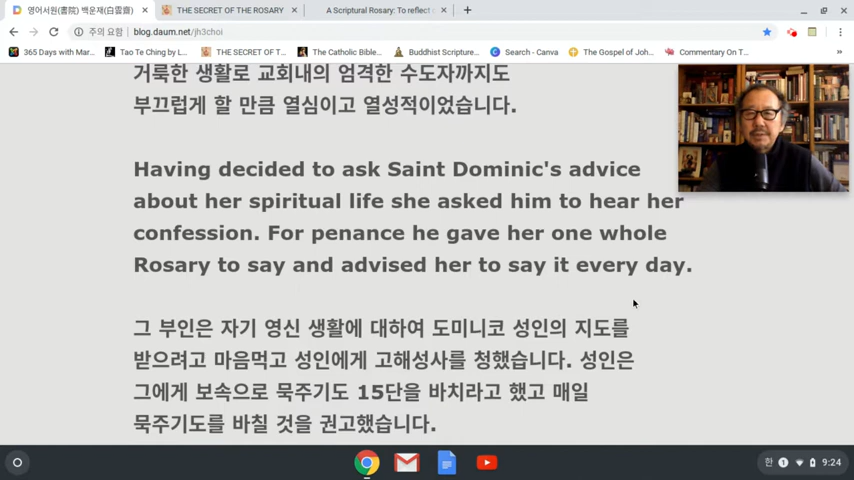 영어서원(書院) 백운재(白雲齋)
THE SECRET OF THE ROSARY
A Scriptural Rosary: To reflect
주의 요함
blog.daum.net/jh3choi
365 Days with Mar...
Tao Te Ching by L...
THE SECRET OF T...
The Catholic Bible...
Buddhist Scripture...
Search - Canva
The Gospel of Joh...
Commentary On T...
거룩한 생활로 교회내의 엄격한 수도자까지도
부끄럽게 할 만큼 열심이고 열성적이었습니다.
Having decided to ask Saint Dominic's advice
about her spiritual life she asked him to hear her
confession. For penance he gave her one whole
Rosary to say and advised her to say it every day.
그 부인은 자기 영신 생활에 대하여 도미니코 성인의 지도를
받으려고 마음먹고 성인에게 고해성사를 청했습니다. 성인은
그에게 보속으로 묵주기도 15단을 바치라고 했고 매일
묵주기도를 바칠 것을 권고했습니다.
한
1
9:24